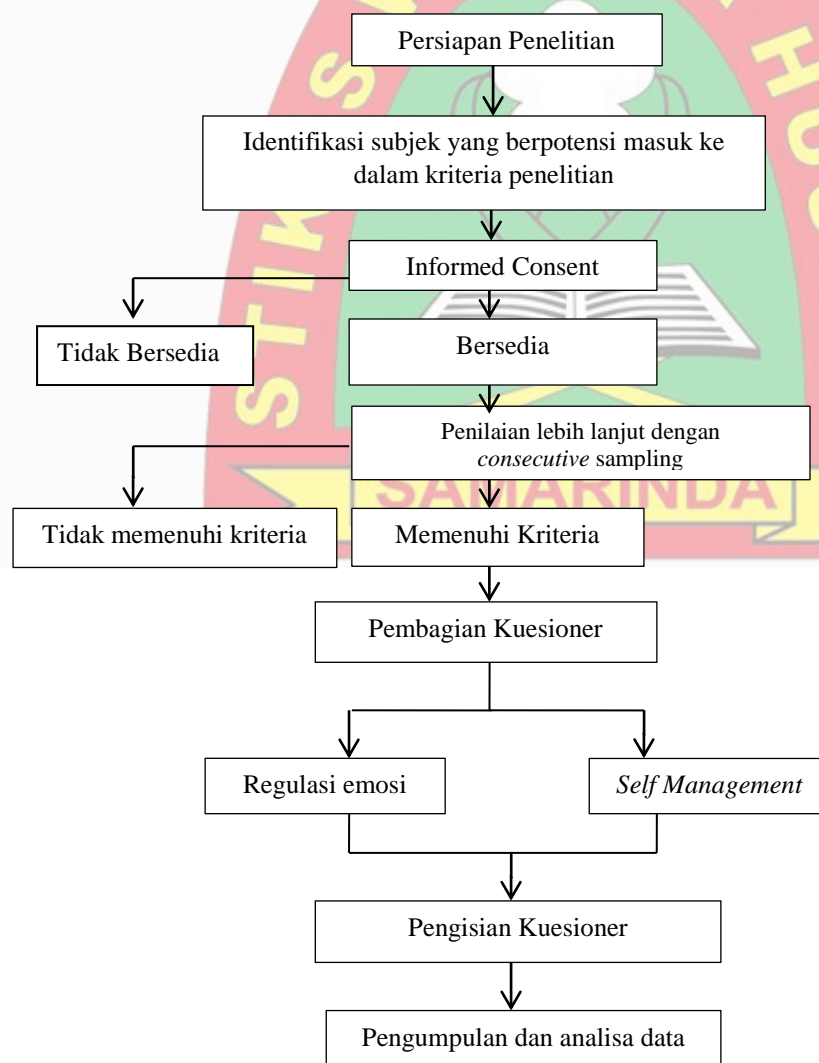 Persiapan Penelitian
Identifikasi subjek yang berpotensi masuk ke
dalam kriteria penelitian
Informed Consent
Tidak Bersedia
Bersedia
Penilaian lebih lanjut dengan
consecutive sampling
Tidak memenuhi kriteria
Memenuhi Kriteria
Pembagian Kuesioner
Regulasi emosi
Self Management
Pengisian Kuesioner
Pengumpulan dan analisa data
STIK
SAMARINDA